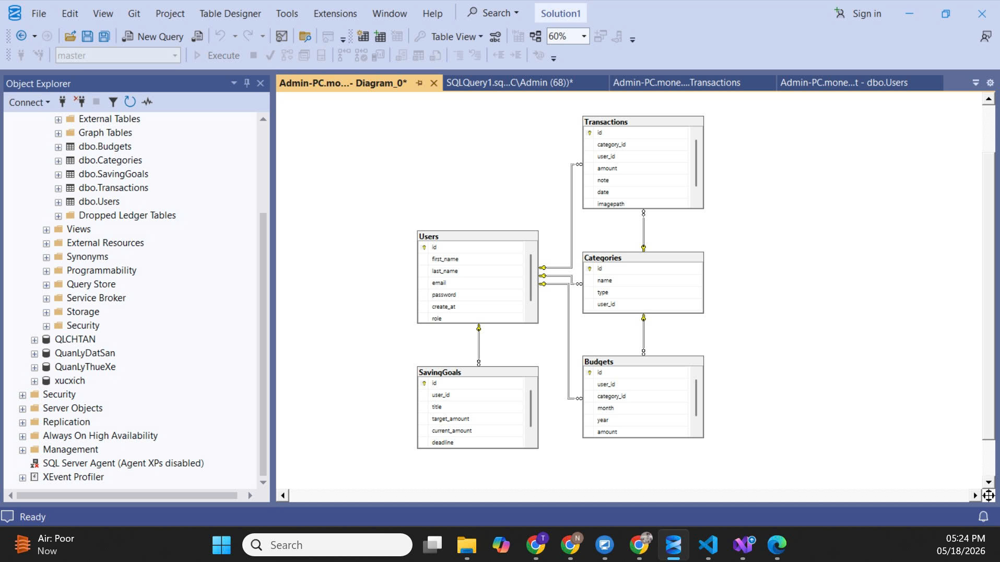 File Edit View Git Project Table Designer Tools Extensions Window Help Search Solution1 Sign in
New Query Table View abc 60%
master Execute
Object Explorer
Admin-PC.mo...- Diagram_0* SQLQuery1.sq...C\Admin (68))* Admin-PC.mone....Transactions Admin-PC.mone...t - dbo.Users
Connect
External Tables
Graph Tables
dbo.Budgets
dbo.Categories
dbo.SavingGoals
dbo.Transactions
dbo.Users
Dropped Ledger Tables
Views
External Resources
Synonyms
Programmability
Query Store
Service Broker
Storage
Security
QLCHTAN
QuanLyDatSan
QuanLyThueXe
xucxich
Security
Server Objects
Replication
Always On High Availability
Management
SQL Server Agent (Agent XPs disabled)
XEvent Profiler
Transactions
id
category_id
user_id
amount
note
date
imagepath
Users
id
first_name
last_name
email
password
create_at
role
Categories
id
name
type
user_id
SavingGoals
id
user_id
title
target_amount
current_amount
deadline
Budgets
id
user_id
category_id
month
year
amount
Ready
Air: Poor
Now
Search
T
N
05:24 PM
05/18/2026